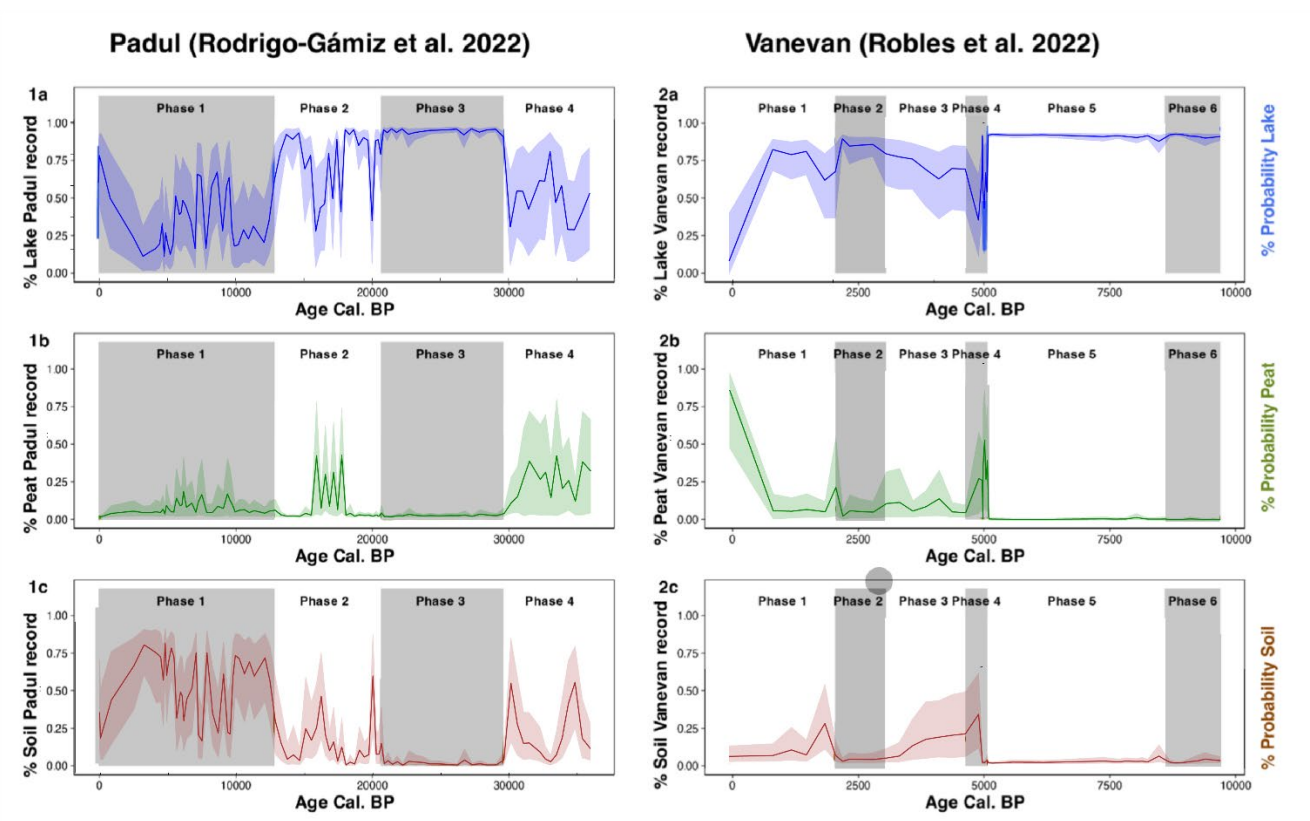 Padul (Rodrigo-Gámiz et al. 2022)
Vanevan (Robles et al. 2022)
1a
% Lake Padul record
1.00
0.75
0.50
0.25
0.00
Phase 1 Phase 2 Phase 3 Phase 4
0 10000 20000 30000
Age Cal. BP
2a
% Lake Vanevan record
1.00
0.75
0.50
0.25
0.00
Phase 1 Phase 2 Phase 3 Phase 4 Phase 5 Phase 6
0 2500 5000 7500 10000
Age Cal. BP
% Probability Lake
1b
% Peat Padul record
1.00
0.75
0.50
0.25
0.00
Phase 1 Phase 2 Phase 3 Phase 4
0 10000 20000 30000
Age Cal. BP
2b
% Peat Vanevan record
1.00
0.75
0.50
0.25
0.00
Phase 1 Phase 2 Phase 3 Phase 4 Phase 5 Phase 6
0 2500 5000 7500 10000
Age Cal. BP
% Probability Peat
1c
% Soil Padul record
1.00
0.75
0.50
0.25
0.00
Phase 1 Phase 2 Phase 3 Phase 4
0 10000 20000 30000
Age Cal. BP
2c
% Soil Vanevan record
1.00
0.75
0.50
0.25
0.00
Phase 1 Phase 2 Phase 3 Phase 4 Phase 5 Phase 6
0 2500 5000 7500 10000
Age Cal. BP
% Probability Soil